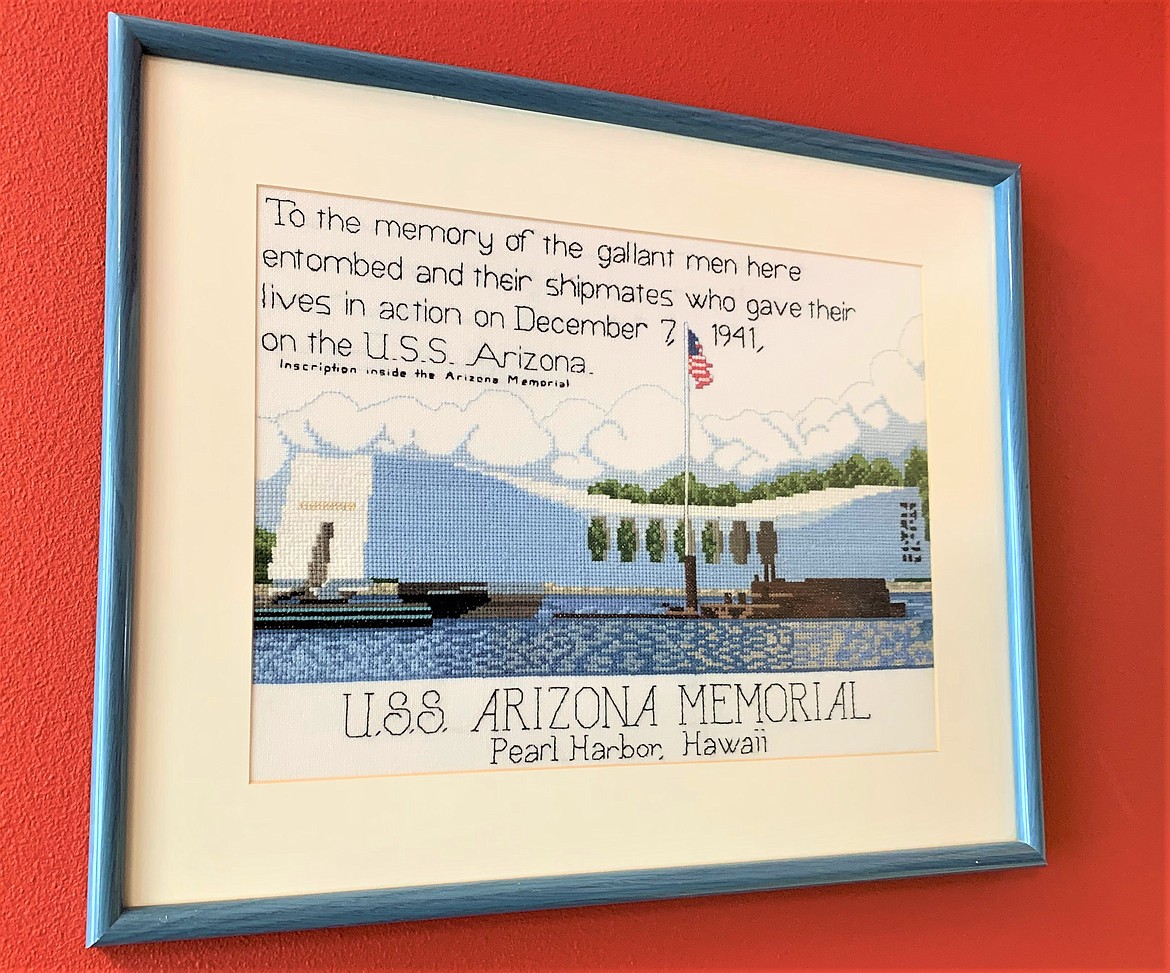 To the memory of the gallant men here
entombed and their shipmates who gave their
lives in action on December 7, 1941,
on the U.S.S. Arizona.
Inscription inside the Arizona Memorial
U.S.S. ARIZONA MEMORIAL
Pearl Harbor, Hawaii